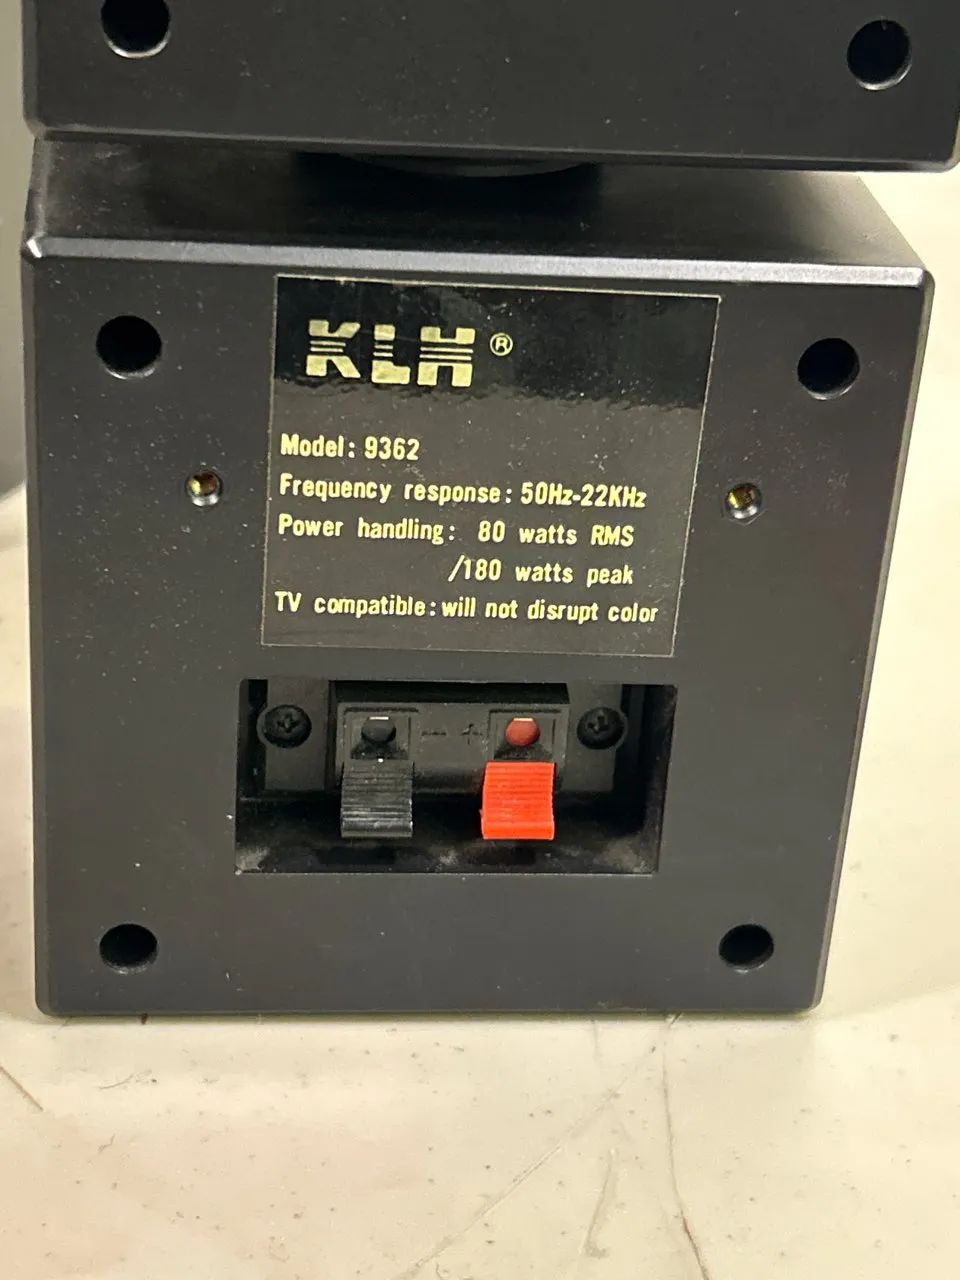 KLH®
Model: 9362
Frequency response: 50Hz-22KHz
Power handling: 80 watts RMS
/180 watts peak
TV compatible: will not disrupt color
- +